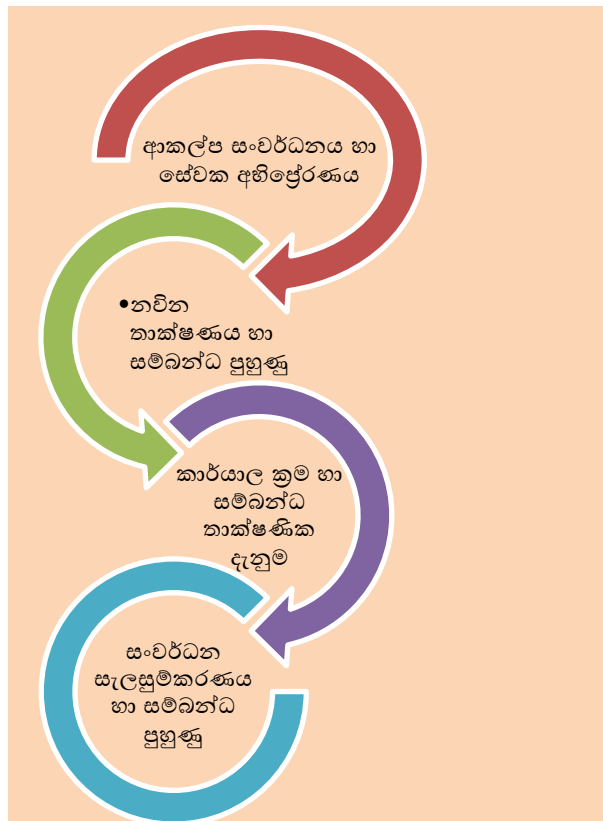 ආකල්ප සංවර්ධනය හා
සේවක අභිප්‍රේරණය
•නවින
තාක්ෂණය හා
සම්බන්ධ පුහුණු
කාර්යාල ක්‍රම හා
සම්බන්ධ
තාක්ෂණික
දැනුම
සංවර්ධන
සැලසුම්කරණය
හා සම්බන්ධ
පුහුණු